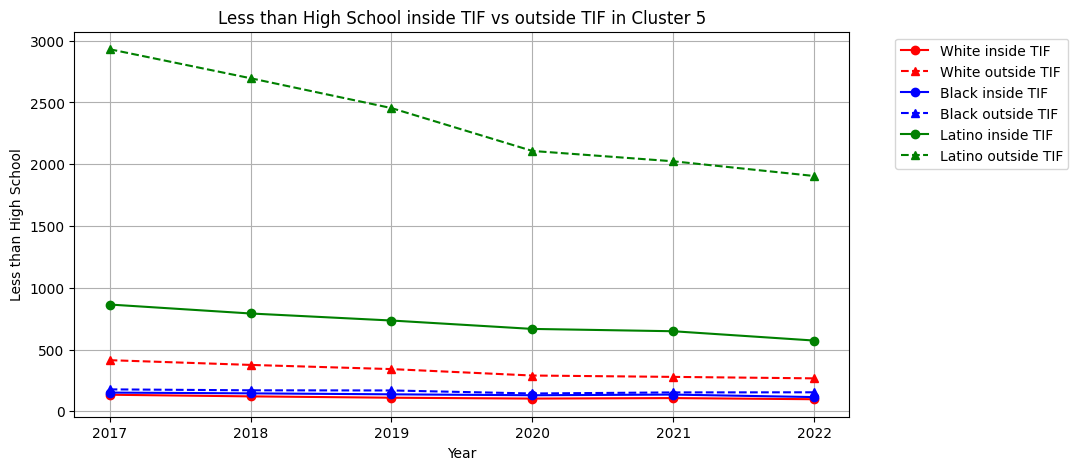 Less than High School inside TIF vs outside TIF in Cluster 5
3000
2500
2000
1500
1000
500
0
Less than High School
2017 2018 2019 2020 2021 2022
Year
White inside TIF
White outside TIF
Black inside TIF
Black outside TIF
Latino inside TIF
Latino outside TIF